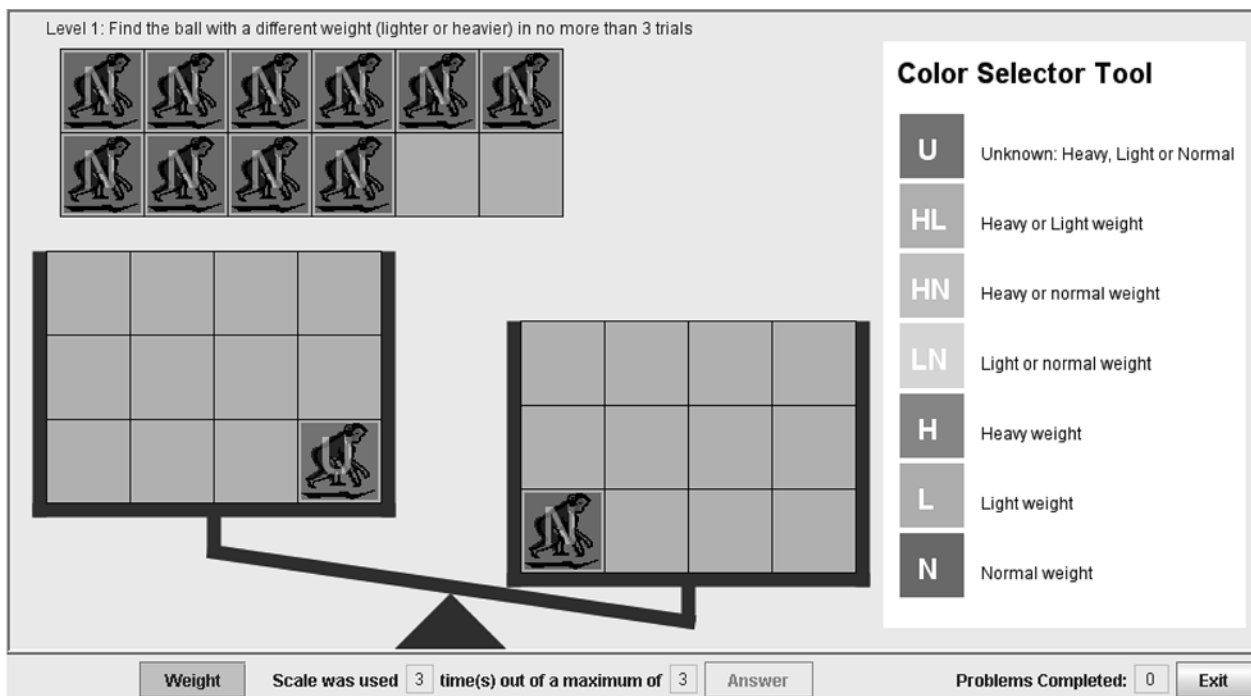 Level 1: Find the ball with a different weight (lighter or heavier) in no more than 3 trials
N N N N N N
N N N N
U
N
Color Selector Tool
U Unknown: Heavy, Light or Normal
HL Heavy or Light weight
HN Heavy or normal weight
LN Light or normal weight
H Heavy weight
L Light weight
N Normal weight
Weight Scale was used 3 time(s) out of a maximum of 3 Answer Problems Completed: 0 Exit